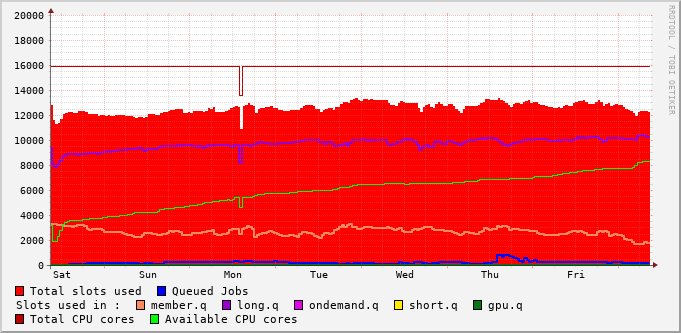 20000
18000
16000
14000
12000
10000
8000
6000
4000
2000
0
Sat Sun Mon Tue Wed Thu Fri
RRDTOOL / TOBI OETIKER
Total slots used Queued Jobs
Slots used in : member.q long.q ondemand.q short.q gpu.q
Total CPU cores Available CPU cores